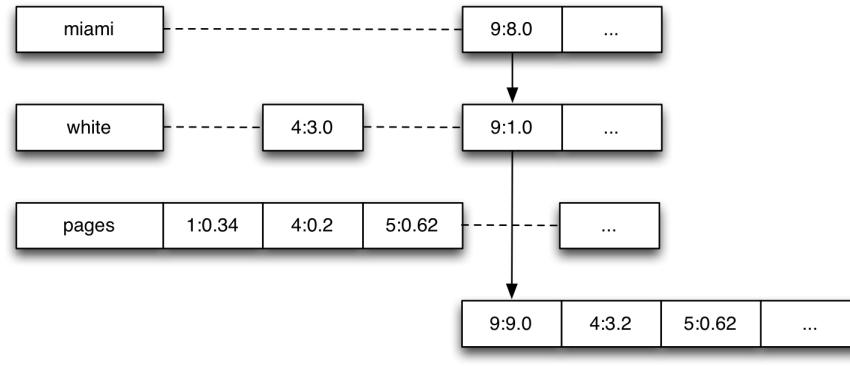 miami 9:8.0 ...
white 4:3.0 9:1.0 ...
pages 1:0.34 4:0.2 5:0.62 ...
9:9.0 4:3.2 5:0.62 ...